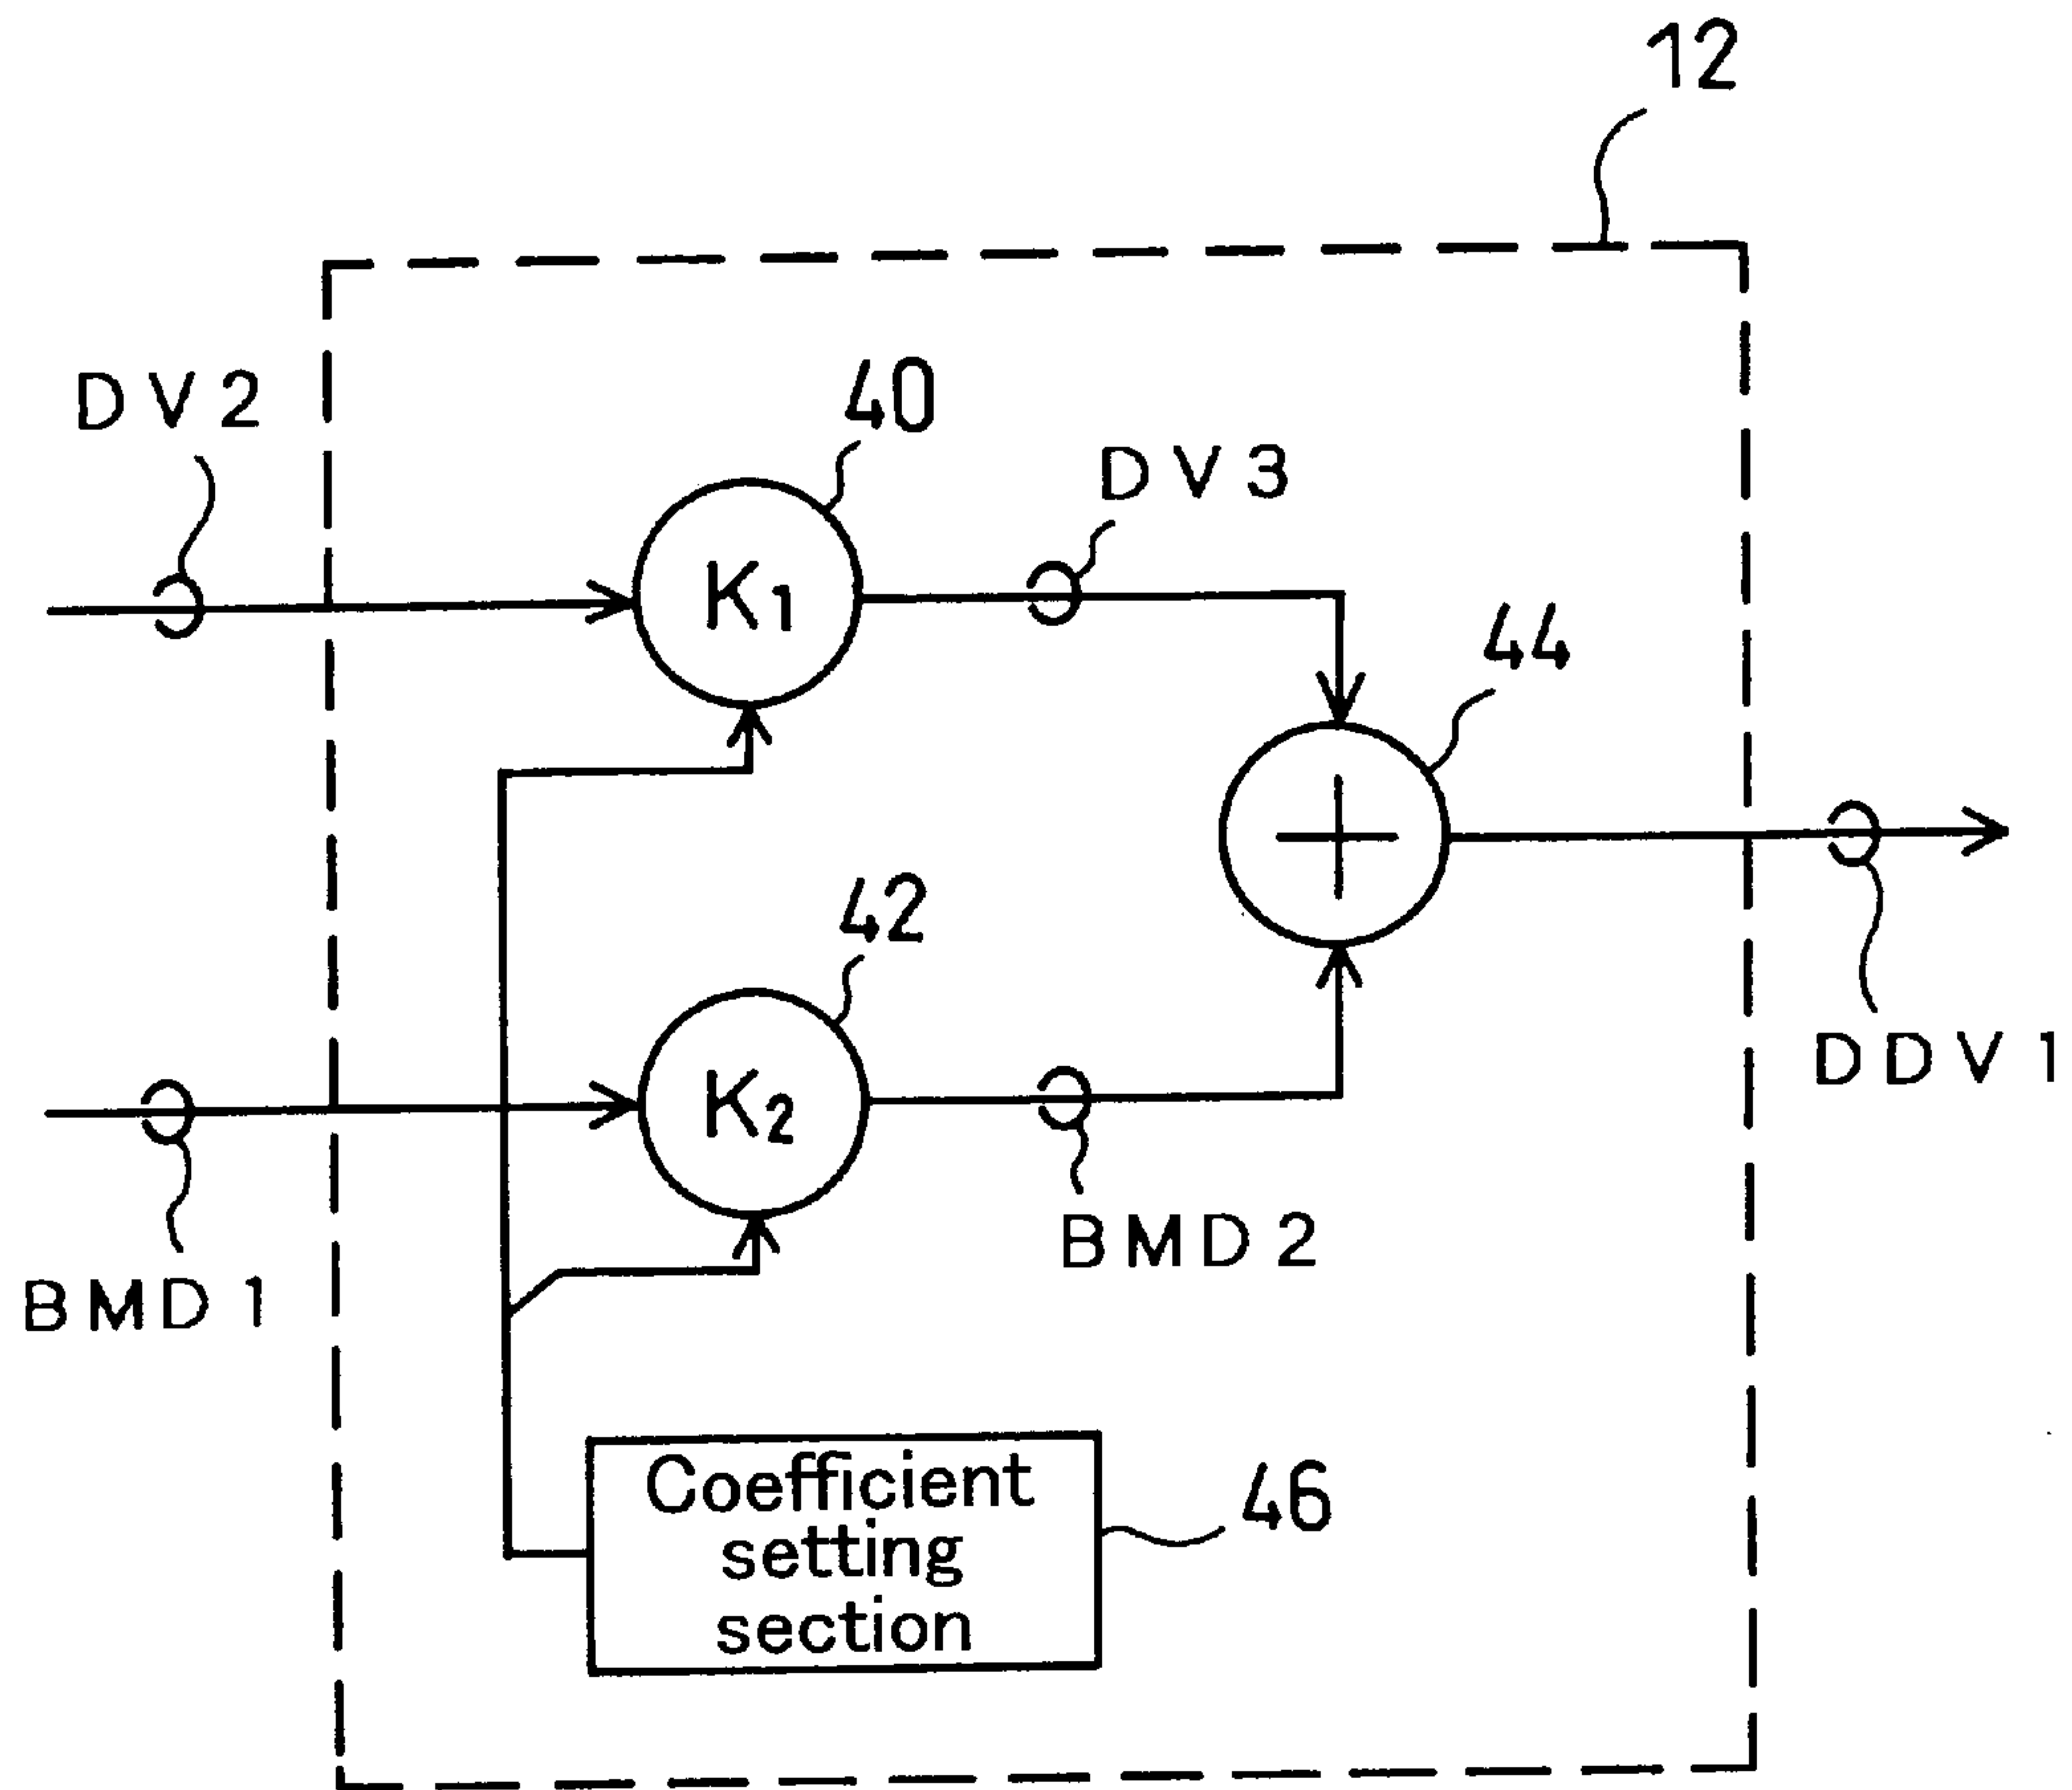 12
DV2
40
DV3
K1
44
42
K2
DDV1
BMD1
BMD2
Coefficient
setting
section
46